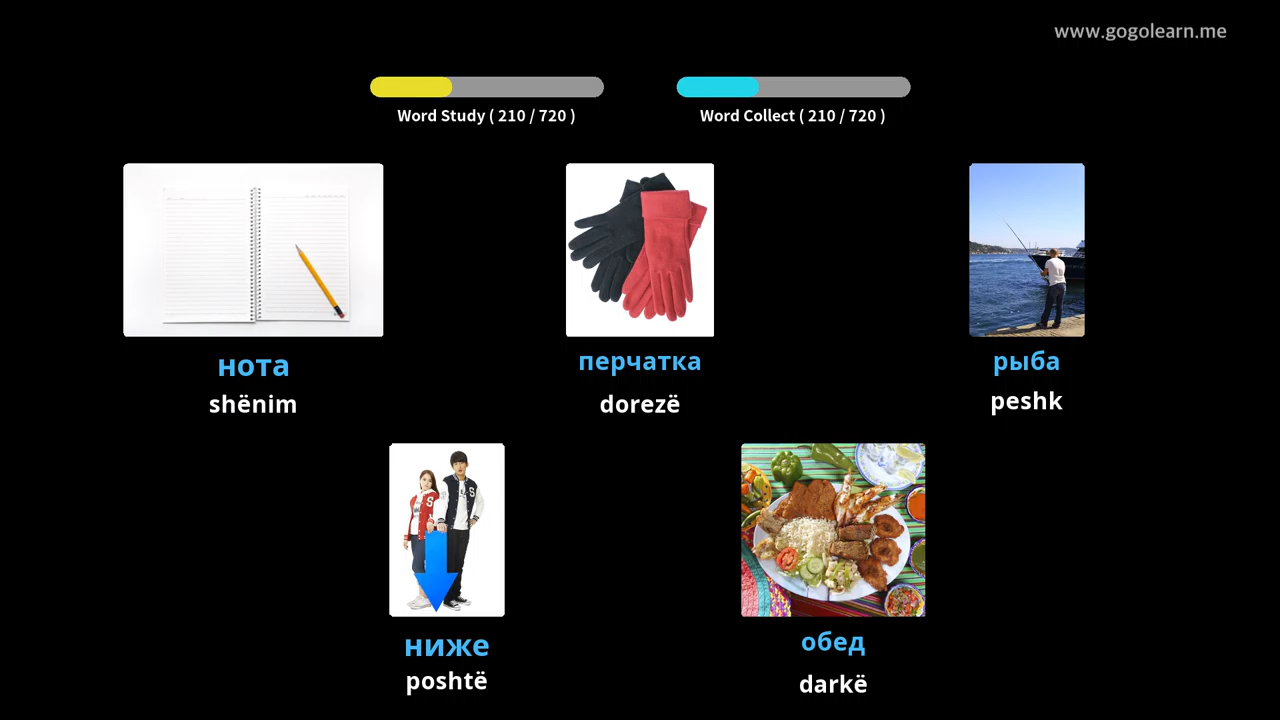 www.gogolearn.me
Word Study ( 210 / 720 )
Word Collect ( 210 / 720 )
нота
shënim
перчатка
dorezë
рыба
peshk
ниже
poshtë
обед
darkë